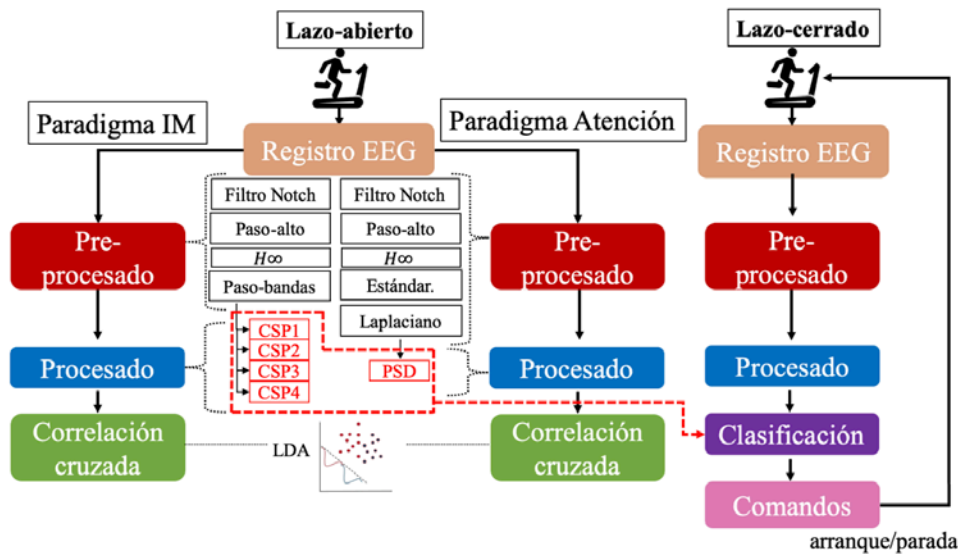 Lazo-abierto
Lazo-cerrado
Paradigma IM
Paradigma Atención
Registro EEG
Registro EEG
Filtro Notch
Paso-alto
H∞
Paso-bandas
Filtro Notch
Paso-alto
H∞
Estándar.
Laplaciano
Pre-
procesado
Pre-
procesado
Pre-
procesado
CSP1
CSP2
CSP3
CSP4
PSD
Procesado
Procesado
Procesado
Correlación
cruzada
LDA
Correlación
cruzada
Clasificación
Comandos
arranque/parada